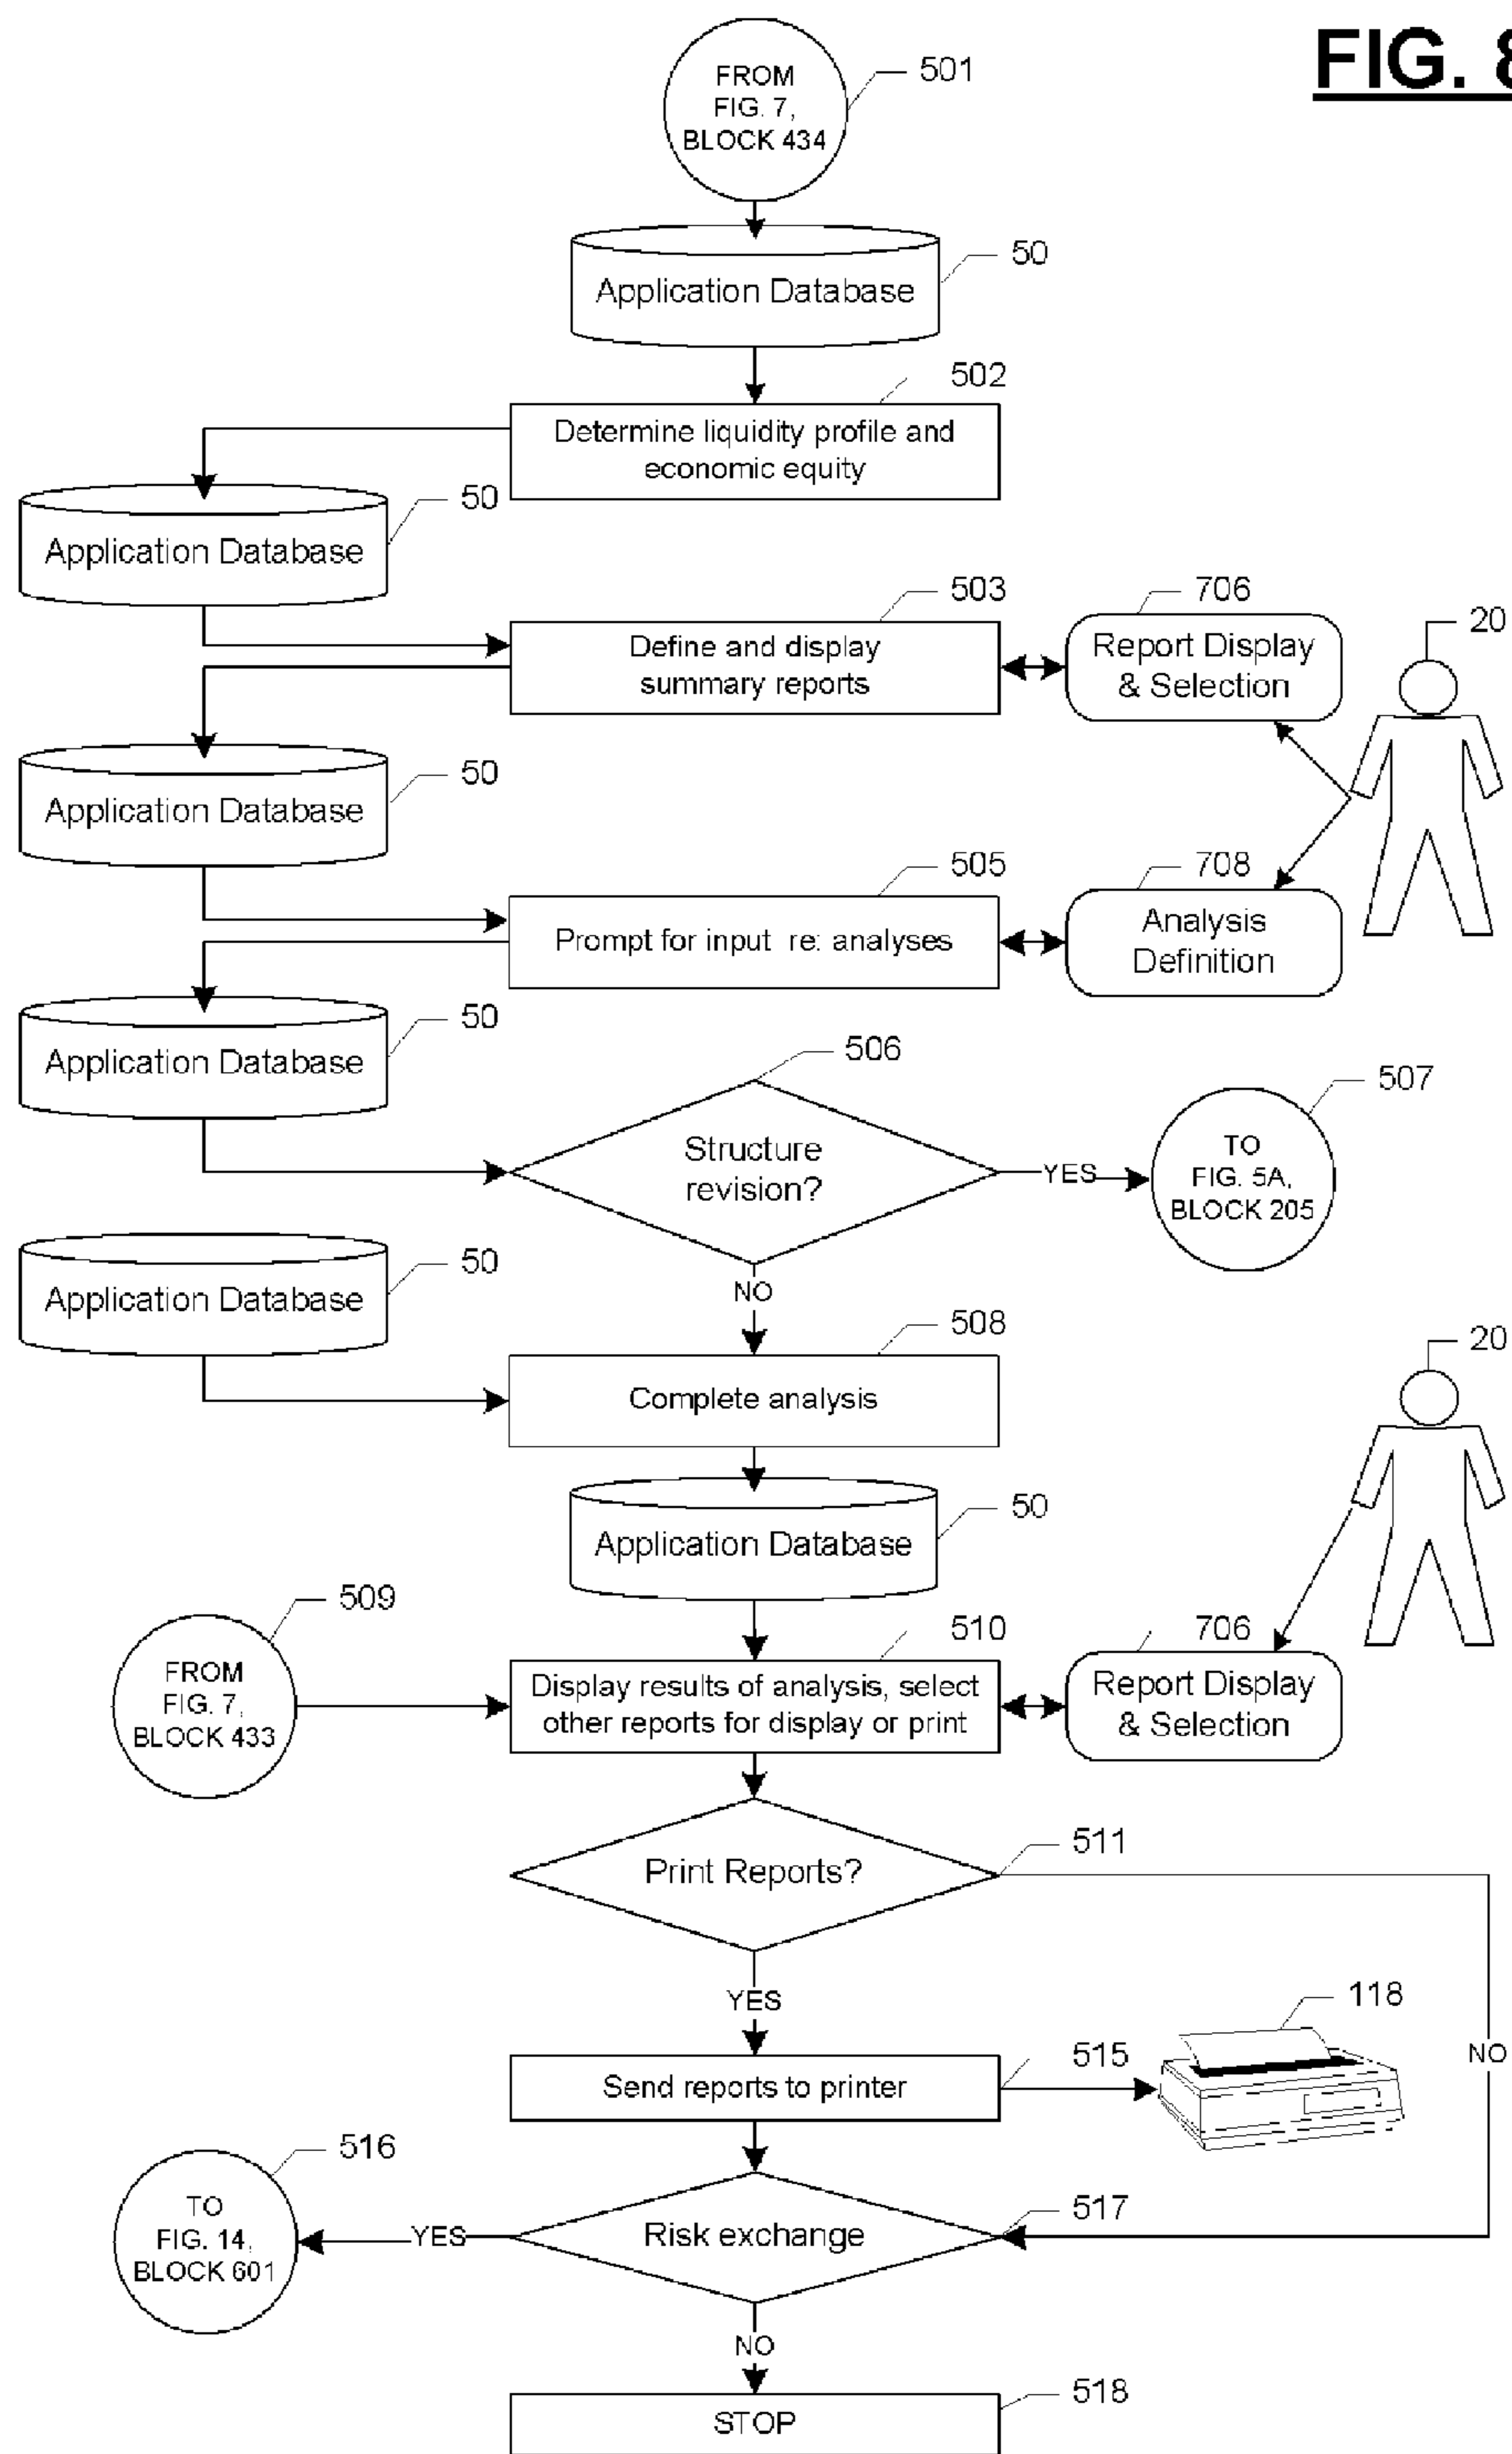 FIG. 8
FROM
FIG. 7,
BLOCK 434
501
Application Database
50
502
Determine liquidity profile and
economic equity
50
Application Database
503
Define and display
summary reports
706
Report Display
& Selection
20
50
Application Database
505
Prompt for input re: analyses
708
Analysis
Definition
50
Application Database
506
Structure
revision?
YES
507
TO
FIG. 5A,
BLOCK 205
NO
50
Application Database
508
Complete analysis
20
50
Application Database
509
FROM
FIG. 7,
BLOCK 433
510
Display results of analysis, select
other reports for display or print
706
Report Display
& Selection
511
Print Reports?
YES
NO
118
515
Send reports to printer
516
TO
FIG. 14,
BLOCK 601
YES
517
Risk exchange
NO
518
STOP